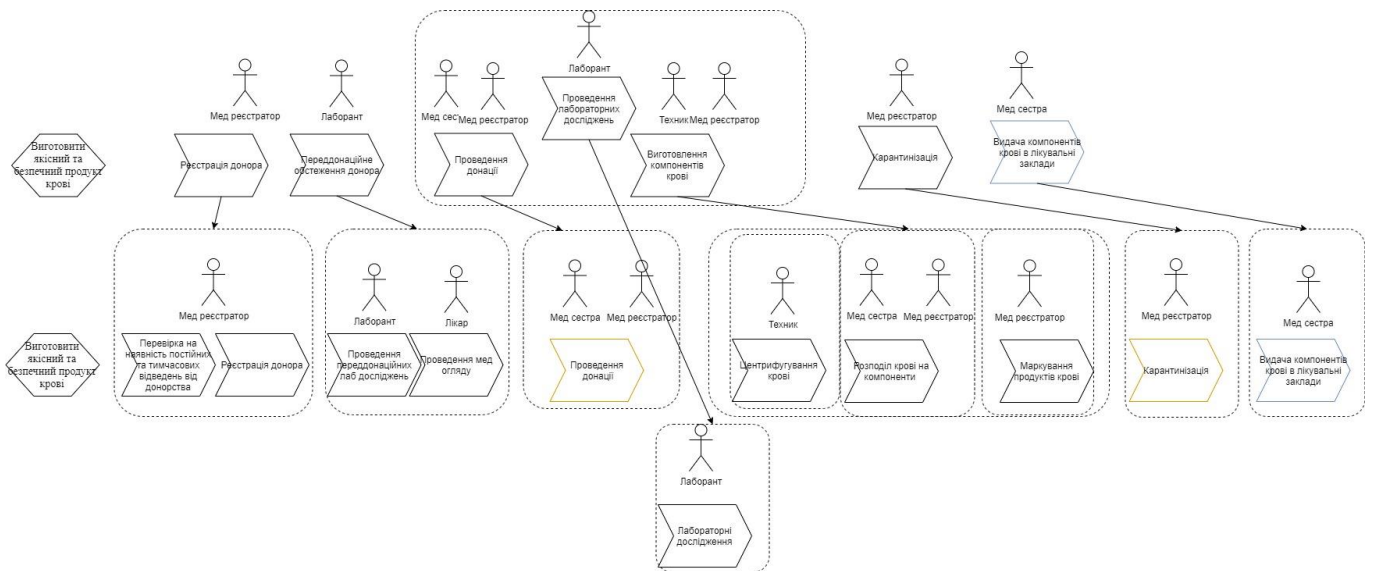 Лаборант
Мед реєстратор
Лаборант
Мед сес
Мед реєстратор
Проведення
лабораторних
досліджень
Техник
Мед реєстратор
Мед реєстратор
Мед сестра
Виготовити
якісний та
безпечний продукт
крові
Реєстрація донора
Переддонаційне
обстеження донора
Проведення
донації
Виготовлення
компонентів
крові
Карантинізація
Видача компонентів
крові в лікувальні
заклади
Мед реєстратор
Лаборант
Лікар
Мед сестра
Мед реєстратор
Техник
Мед сестра
Мед реєстратор
Мед реєстратор
Мед реєстратор
Мед сестра
Виготовити
якісний та
безпечний продукт
крові
Перевірка на
наявність постійних
та тимчасових
відведень від
донорства
Реєстрація донора
Проведення
переддонаційних
лаб досліджень
Проведення мед
огляду
Проведення
донації
Центрифугування
крові
Розподіл крові на
компоненти
Маркування
продуктів крові
Карантинізація
Видача компонентів
крові в лікувальні
заклади
Лаборант
Лабораторні
дослідження